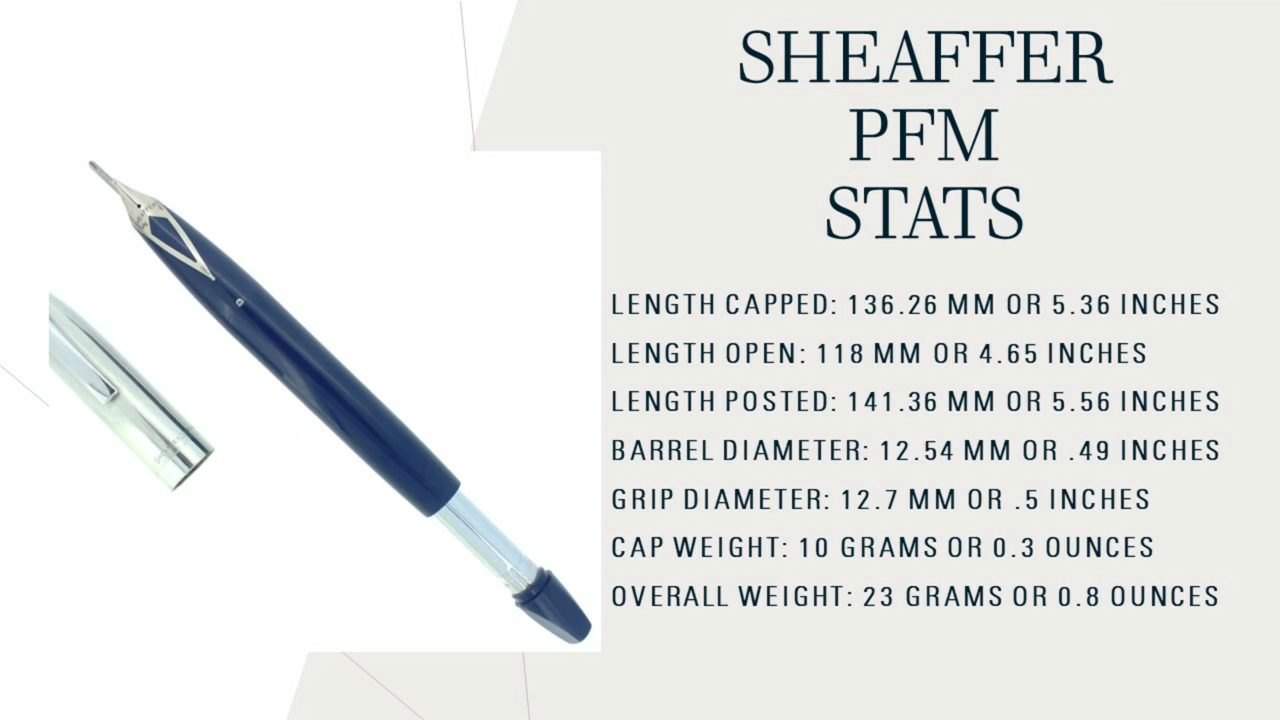 SHEAFFER
PFM
STATS
LENGTH CAPPED: 136.26 MM OR 5.36 INCHES
LENGTH OPEN: 118 MM OR 4.65 INCHES
LENGTH POSTED: 141.36 MM OR 5.56 INCHES
BARREL DIAMETER: 12.54 MM OR .49 INCHES
GRIP DIAMETER: 12.7 MM OR .5 INCHES
CAP WEIGHT: 10 GRAMS OR 0.3 OUNCES
OVERALL WEIGHT: 23 GRAMS OR 0.8 OUNCES